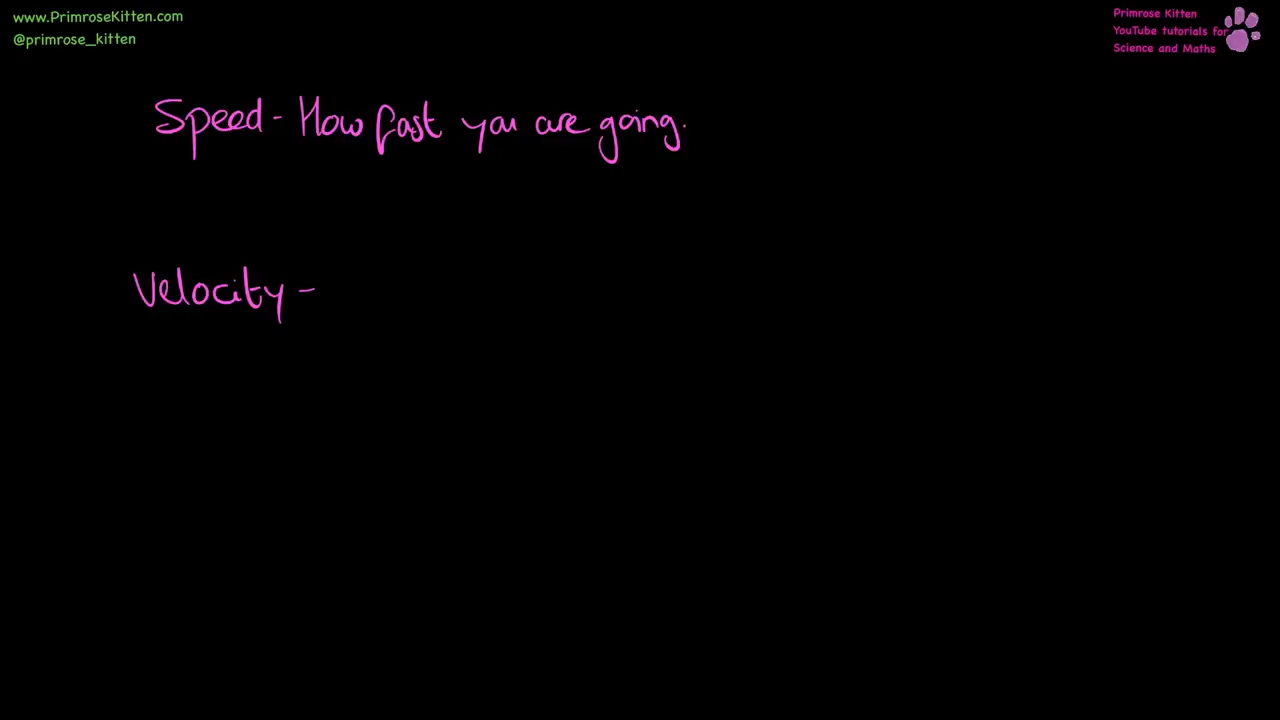 www.PrimroseKitten.com
@primrose_kitten
Primrose Kitten
YouTube tutorials for
Science and Maths
Speed - How fast you are going.
Velocity -